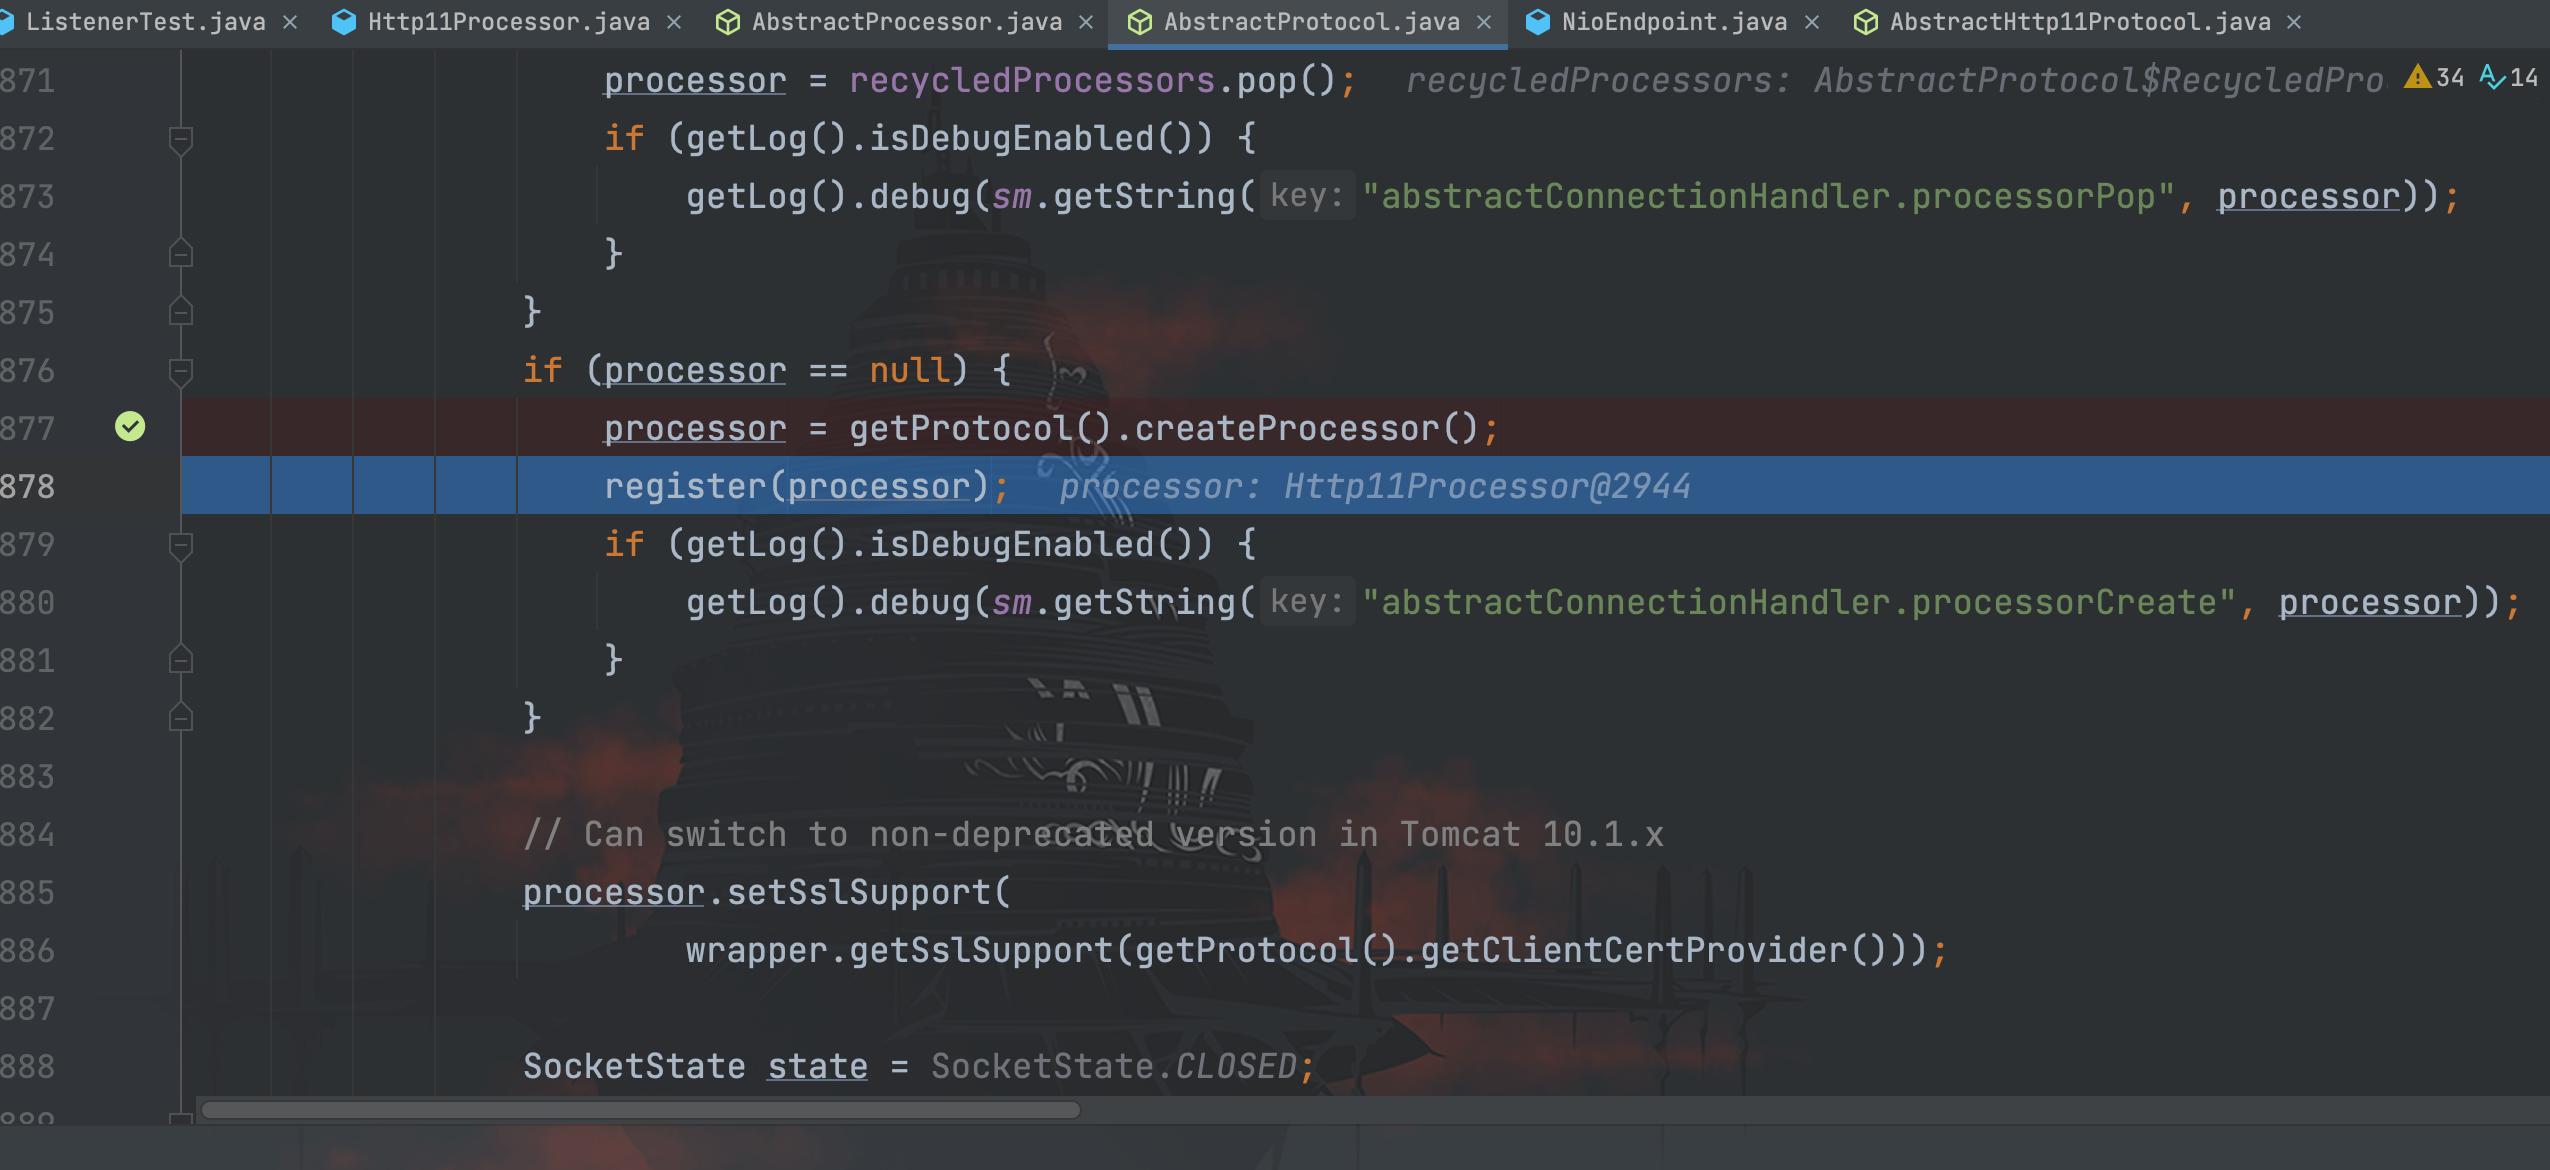 ListenerTest.java × Http11Processor.java × AbstractProcessor.java × AbstractProtocol.java × NioEndpoint.java × AbstractHttp11Protocol.java ×
871 processor = recycledProcessors.pop(); recycledProcessors: AbstractProtocol$RecycledPro 34 14
872 if (getLog().isDebugEnabled()) {
873 getLog().debug(sm.getString( key: "abstractConnectionHandler.processorPop", processor));
874 }
875 }
876 if (processor == null) {
877 processor = getProtocol().createProcessor();
878 register(processor); processor: Http11Processor@2944
879 if (getLog().isDebugEnabled()) {
880 getLog().debug(sm.getString( key: "abstractConnectionHandler.processorCreate", processor));
881 }
882 }
883
884 // Can switch to non-deprecated version in Tomcat 10.1.x
885 processor.setSslSupport(
886 wrapper.getSslSupport(getProtocol().getClientCertProvider()));
887
888 SocketState state = SocketState.CLOSED;
889